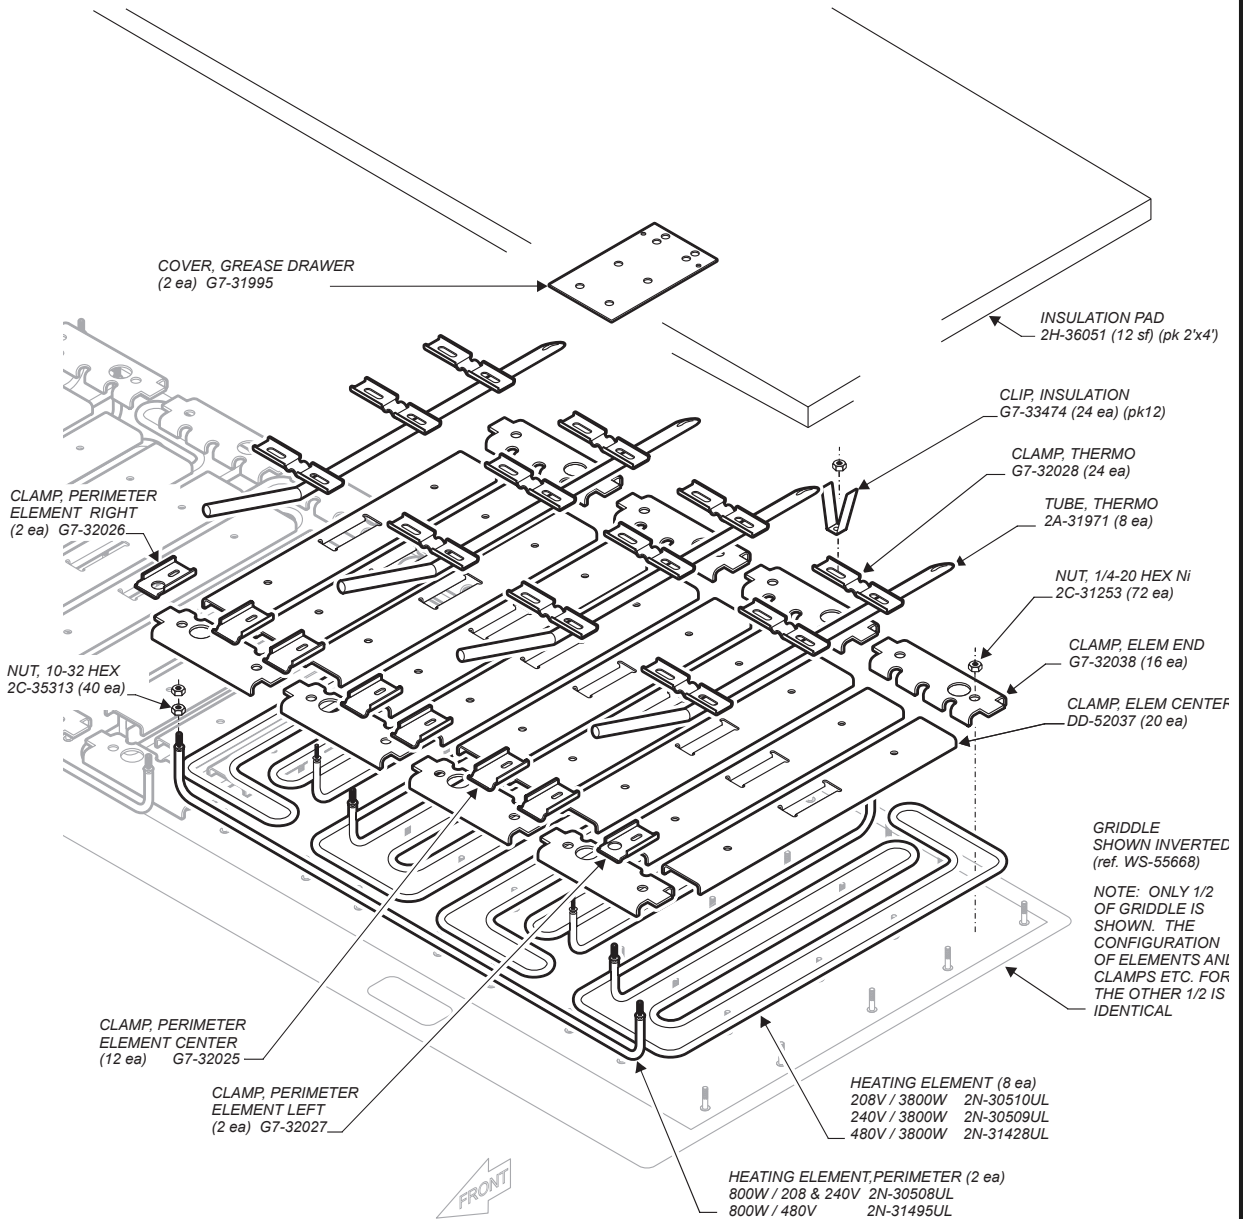 COVER, GREASE DRAWER
(2 ea) G7-31995
INSULATION PAD
2H-36051 (12 sf) (pk 2'x4')
CLIP, INSULATION
G7-33474 (24 ea) (pk12)
CLAMP, THERMO
G7-32028 (24 ea)
TUBE, THERMO
2A-31971 (8 ea)
CLAMP, PERIMETER
ELEMENT RIGHT
(2 ea) G7-32026
NUT, 1/4-20 HEX Ni
2C-31253 (72 ea)
CLAMP, ELEM END
G7-32038 (16 ea)
NUT, 10-32 HEX
2C-35313 (40 ea)
CLAMP, ELEM CENTER
DD-52037 (20 ea)
GRIDDLE
SHOWN INVERTED
(ref. WS-55668)
NOTE: ONLY 1/2
OF GRIDDLE IS
SHOWN. THE
CONFIGURATION
OF ELEMENTS AND
CLAMPS ETC. FOR
THE OTHER 1/2 IS
IDENTICAL
CLAMP, PERIMETER
ELEMENT CENTER
(12 ea) G7-32025
CLAMP, PERIMETER
ELEMENT LEFT
(2 ea) G7-32027
HEATING ELEMENT (8 ea)
208V / 3800W 2N-30510UL
240V / 3800W 2N-30509UL
480V / 3800W 2N-31428UL
HEATING ELEMENT,PERIMETER (2 ea)
800W / 208 & 240V 2N-30508UL
800W / 480V 2N-31495UL
FRONT